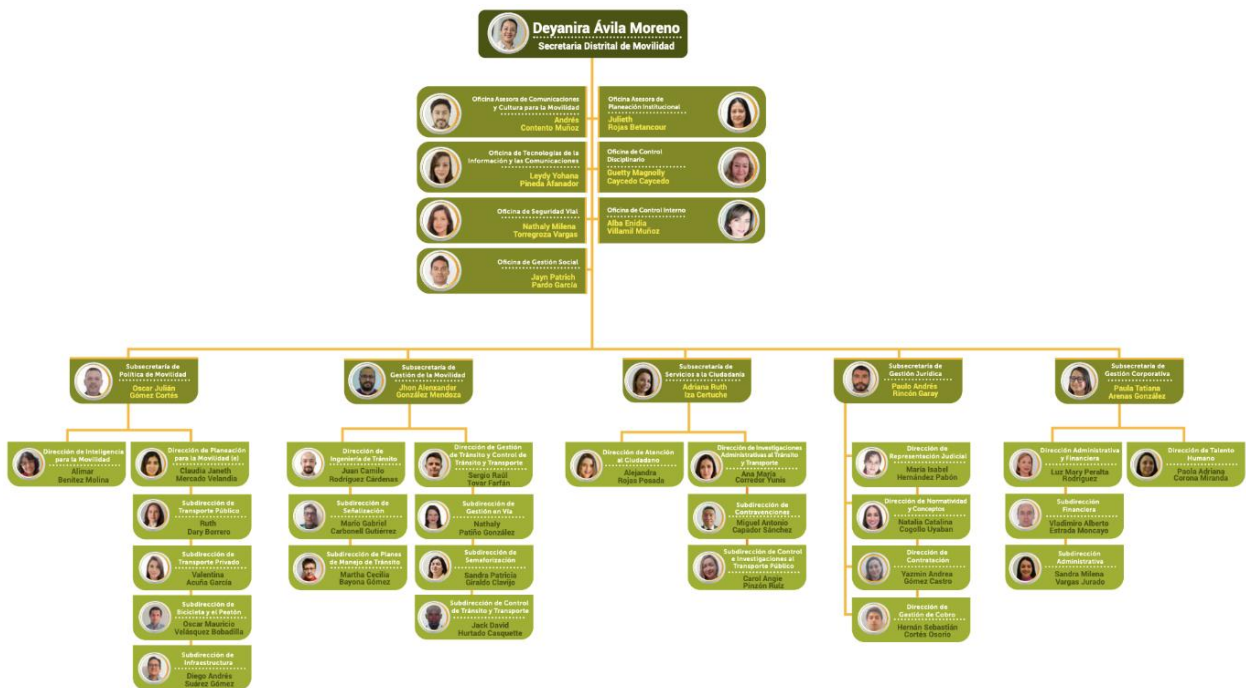 Deyanira Ávila Moreno
Secretaria Distrital de Movilidad
Oficina Asesora de Comunicaciones
y Cultura para la Movilidad
Andrés
Contento Muñoz
Oficina Asesora de
Planeación Institucional
Julieth
Rojas Betancour
Oficina de Tecnologías de la
Información y las Comunicaciones
Leydy Yohana
Pineda Afanador
Oficina de Control
Disciplinario
Guetty Magnolly
Caycedo Caycedo
Oficina de Seguridad Vial
Nathaly Milena
Torregroza Vargas
Oficina de Control Interno
Alba Enidia
Villamil Muñoz
Oficina de Gestión Social
Jayn Patrich
Pardo García
Subsecretaría de
Política de Movilidad
Oscar Julián
Gómez Cortés
Subsecretaría de
Gestión de la Movilidad
Jhon Alenxander
González Mendoza
Subsecretaría de
Servicios a la Ciudadanía
Adriana Ruth
Iza Certuche
Subsecretaría de
Gestión Jurídica
Paulo Andrés
Rincón Garay
Subsecretaría de
Gestión Corporativa
Paula Tatiana
Arenas González
Dirección de Inteligencia
para la Movilidad
Alimar
Benítez Molina
Dirección de Planeación
para la Movilidad (e)
Claudia Janeth
Mercado Velandia
Subdirección de
Transporte Público
Ruth
Dary Borrero
Subdirección de
Transporte Privado
Valentina
Acuña García
Subdirección de
Bicicleta y el Peatón
Oscar Mauricio
Velásquez Bobadilla
Subdirección de
Infraestructura
Diego Andrés
Suárez Gómez
Dirección de
Ingeniería de Tránsito
Juan Camilo
Rodríguez Cárdenas
Subdirección de
Señalización
Mario Gabriel
Carbonell Gutiérrez
Subdirección de Planes
de Manejo de Tránsito
Martha Cecilia
Bayona Gómez
Dirección de Gestión
de Tránsito y Control de
Tránsito y Transporte
Sergio Raúl
Tovar Farfán
Subdirección de
Gestión en Vía
Nathaly
Patiño González
Subdirección de
Semaforización
Sandra Patricia
Giraldo Clavijo
Subdirección de Control
de Tránsito y Transporte
Jack David
Hurtado Casquette
Dirección de Atención
al Ciudadano
Alejandra
Rojas Posada
Dirección de Investigaciones
Administrativas al Tránsito
y Transporte
Ana María
Corredor Yunis
Subdirección de
Contravenciones
Miguel Antonio
Capador Sánchez
Subdirección de Control
e Investigaciones al
Transporte Público
Carol Angie
Pinzón Ruiz
Dirección de
Representación Judicial
María Isabel
Hernández Pabón
Dirección de Normatividad
y Conceptos
Natalia Catalina
Cogollo Uyaban
Dirección de
Contratación
Yazmin Andrea
Gómez Castro
Dirección de
Gestión de Cobro
Hernán Sebastián
Cortés Osorio
Dirección Administrativa
y Financiera
Luz Mary Peralta
Rodríguez
Subdirección
Financiera
Vladimiro Alberto
Estrada Moncayo
Subdirección
Administrativa
Sandra Milena
Vargas Jurado
Dirección de Talento
Humano
Paola Adriana
Corona Miranda